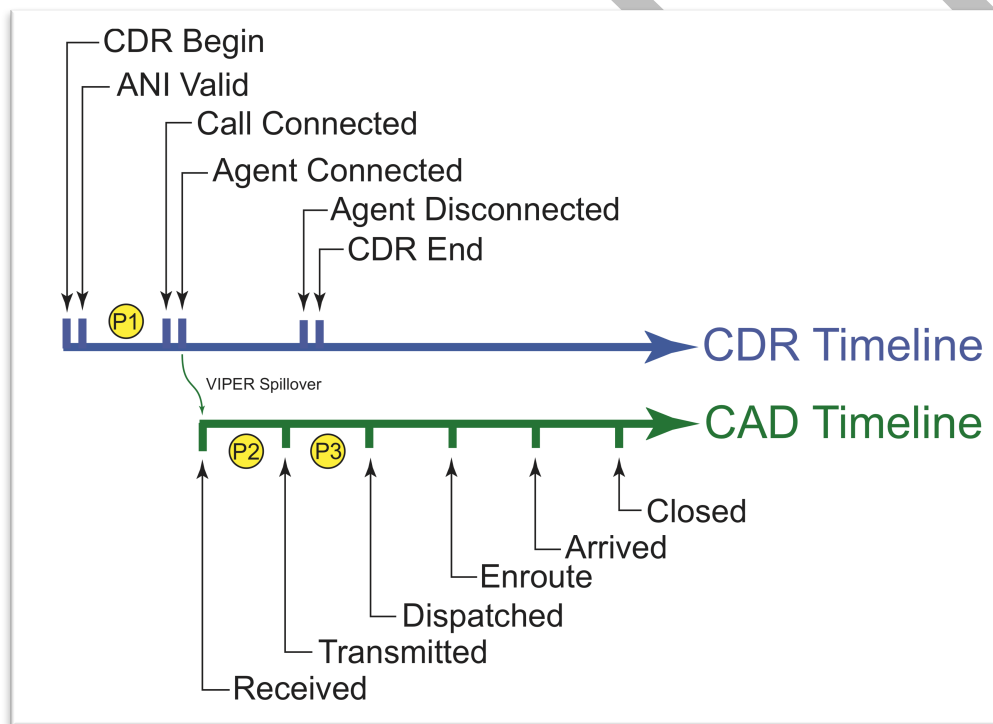 CDR Begin
ANI Valid
Call Connected
Agent Connected
Agent Disconnected
CDR End
P1
CDR Timeline
VIPER Spillover
CAD Timeline
P2
P3
Closed
Arrived
Enroute
Dispatched
Transmitted
Received